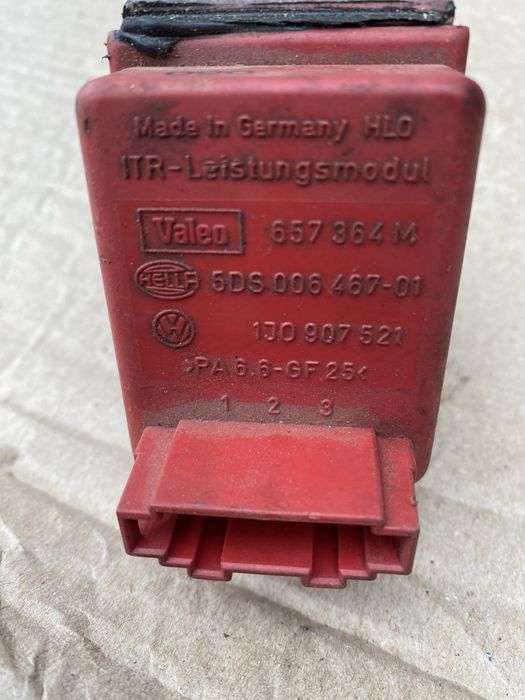 Made in Germany HLO
ITR-Leistungsmodul
Valeo 657 364 M
HELLA 5DS.006 467-01
VW 1J0 907 521
>PA 6.6-GF 25<
1 2 3